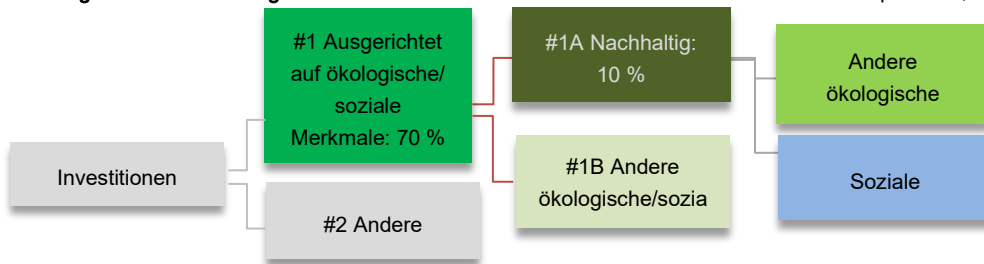 #1 Ausgerichtet
auf ökologische/
soziale
Merkmale: 70 %
#1A Nachhaltig:
10 %
Andere
ökologische
Investitionen
#1B Andere
ökologische/sozia
Soziale
#2 Andere